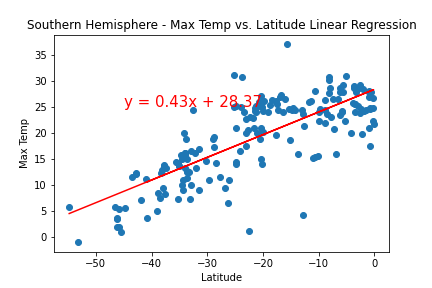 Southern Hemisphere - Max Temp vs. Latitude Linear Regression
35
30
y = 0.43x + 28.37
25
20
15
10
5
0
Max Temp
−50 −40 −30 −20 −10 0
Latitude